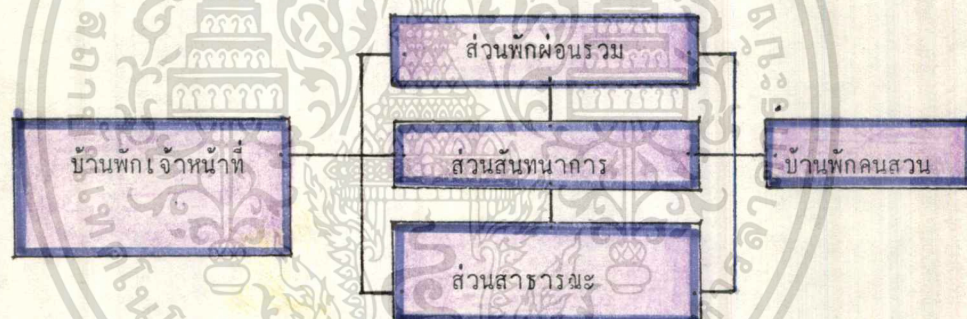 ส่วนพักผ่อนรวม
บ้านพักเจ้าหน้าที่
ส่วนสันทนาการ
บ้านพักคนสวน
ส่วนสาธารณะ